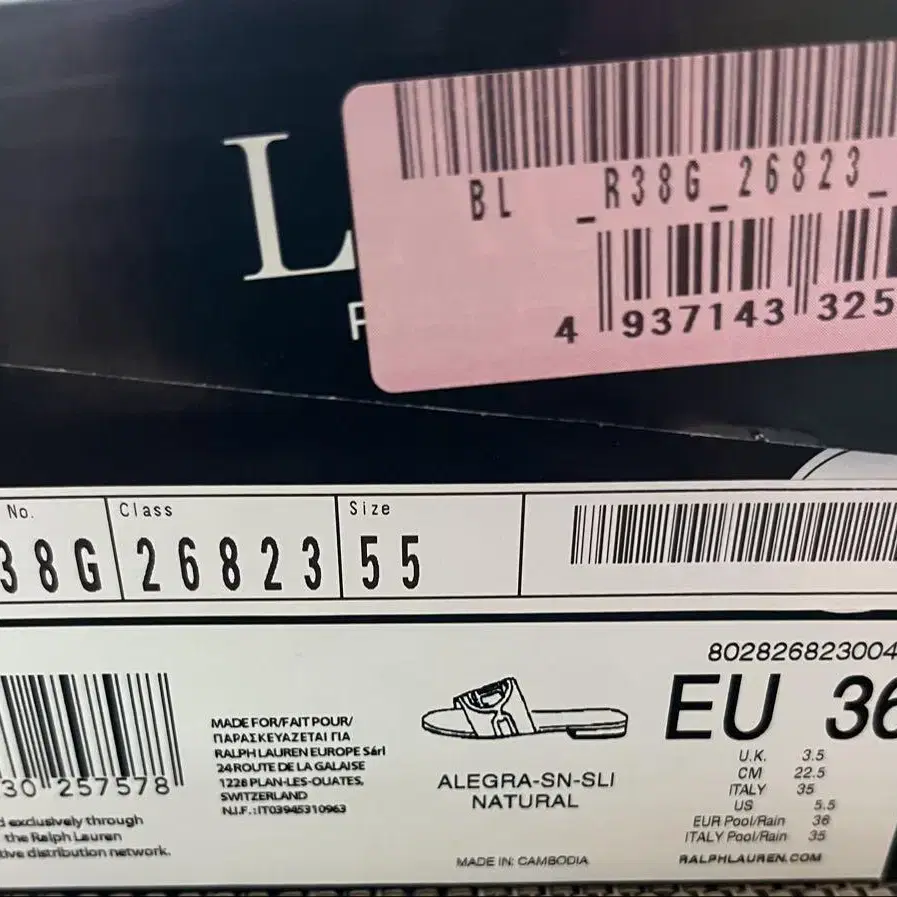 L
BL _R38G_26823_
4 937143 325
No. Class Size
38G 26823 55
802826823004
EU 36
30 257578
MADE FOR/FAIT POUR/
ΠΑΡΑΣΚΕΥΑΖΕΤΑΙ ΓΙΑ
RALPH LAUREN EUROPE Sárl
24 ROUTE DE LA GALAISE
1228 PLAN-LES-OUATES,
SWITZERLAND
N.I.F.:IT03945310963
exclusively through
the Ralph Lauren
distribution network.
ALEGRA-SN-SLI
NATURAL
MADE IN: CAMBODIA
U.K. 3.5
CM 22.5
ITALY 35
US 5.5
EUR Pool/Rain 36
ITALY Pool/Rain 35
RALPHLAUREN.COM